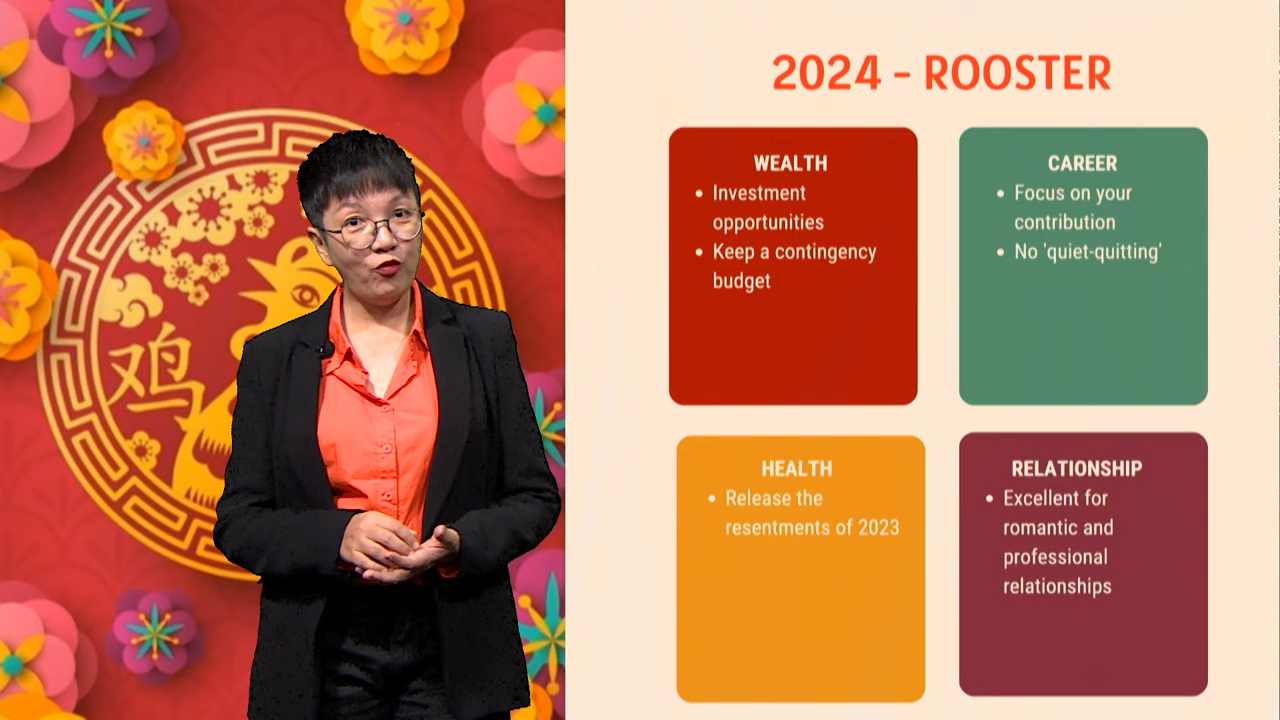 鸡
2024 - ROOSTER
WEALTH
• Investment
opportunities
• Keep a contingency
budget
CAREER
• Focus on your
contribution
• No 'quiet-quitting'
HEALTH
• Release the
resentments of 2023
RELATIONSHIP
• Excellent for
romantic and
professional
relationships